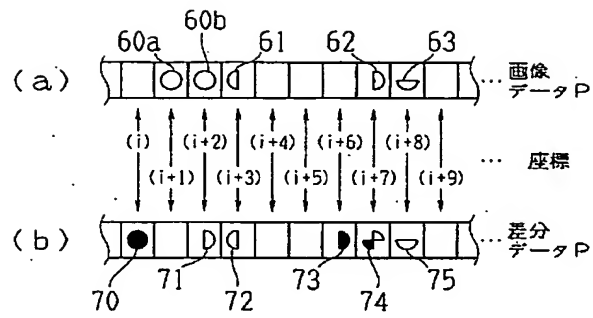 60a 60b 61 62 63
(a) … 画像
データP
(i) (i+2) (i+4) (i+6) (i+8)
… 座標
(i+1) (i+3) (i+5) (i+7) (i+9)
(b) … 差分
データP
70 71 72 73 74 75